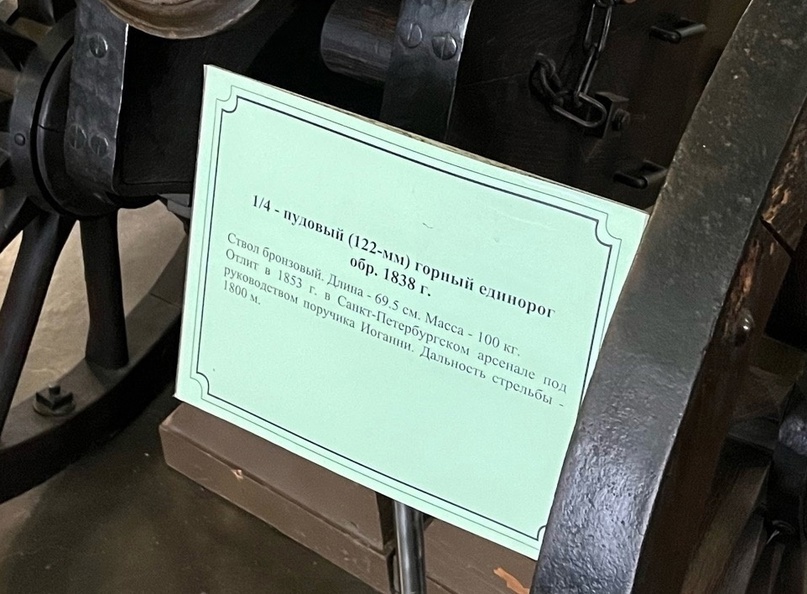 1/4 - пудовый (122-мм) горный единорог
обр. 1838 г.
Ствол бронзовый. Длина - 69.5 см. Масса - 100 кг.
Отлит в 1853 г. в Санкт-Петербургском арсенале под
руководством поручика Иогании. Дальность стрельбы -
1800 м.